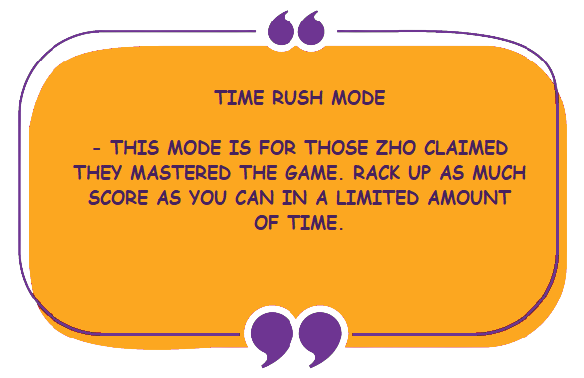 TIME RUSH MODE
- THIS MODE IS FOR THOSE ZHO CLAIMED
THEY MASTERED THE GAME. RACK UP AS MUCH
SCORE AS YOU CAN IN A LIMITED AMOUNT
OF TIME.